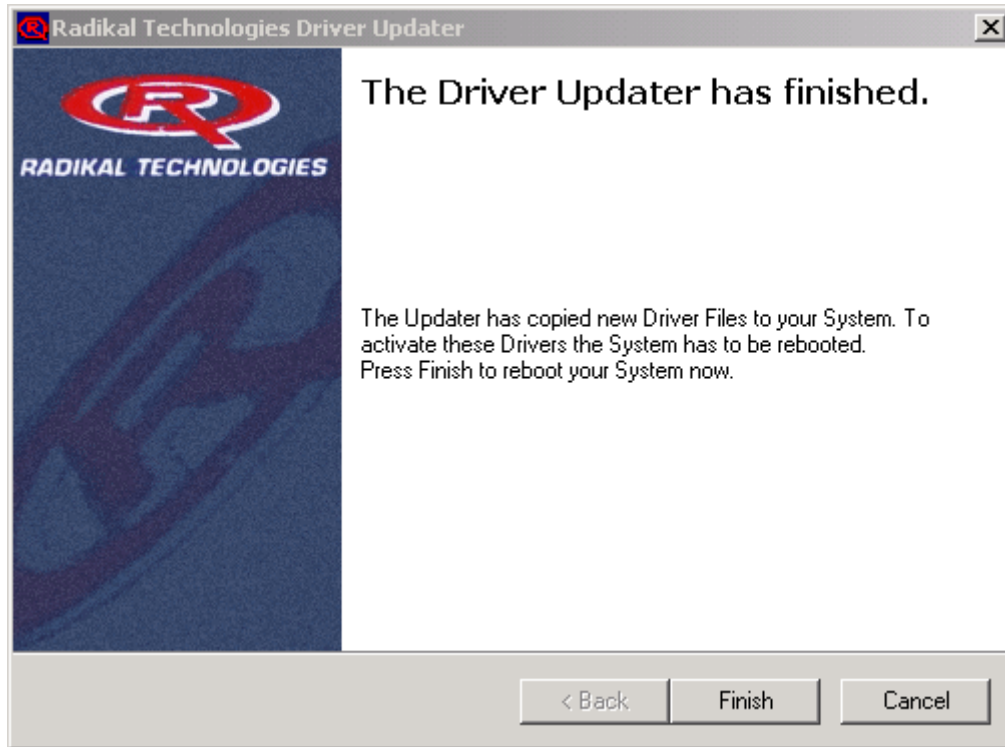 Radikal Technologies Driver Updater
RADIKAL TECHNOLOGIES
The Driver Updater has finished.
The Updater has copied new Driver Files to your System. To
activate these Drivers the System has to be rebooted.
Press Finish to reboot your System now.
< Back
Finish
Cancel